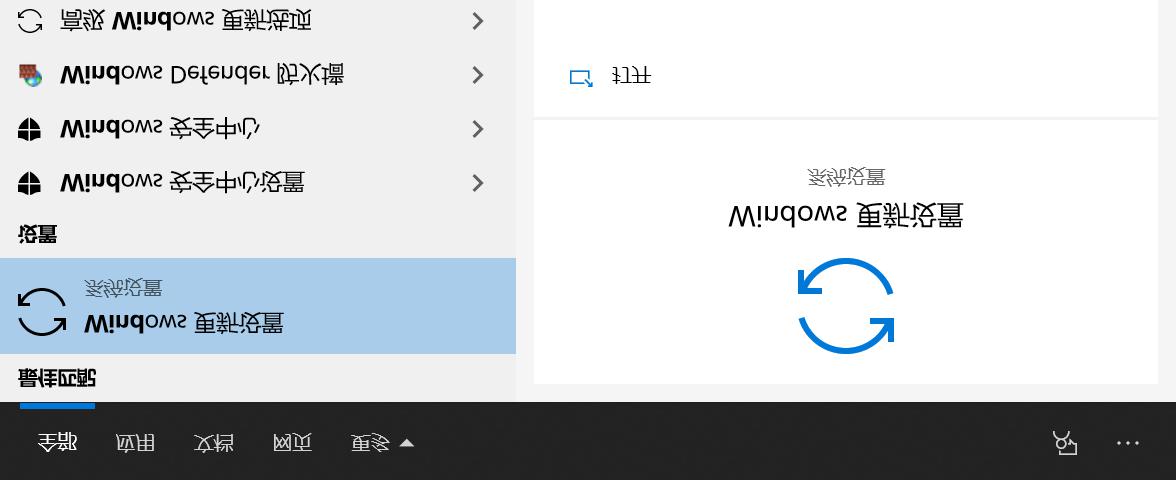 全部 应用 文档 网页 更多
最佳匹配
Windows 更新设置
系统设置
设置
Windows 安全中心设置
Windows 安全中心
Windows Defender 防火墙
高级 Windows 更新选项
Windows 更新设置
系统设置
打开